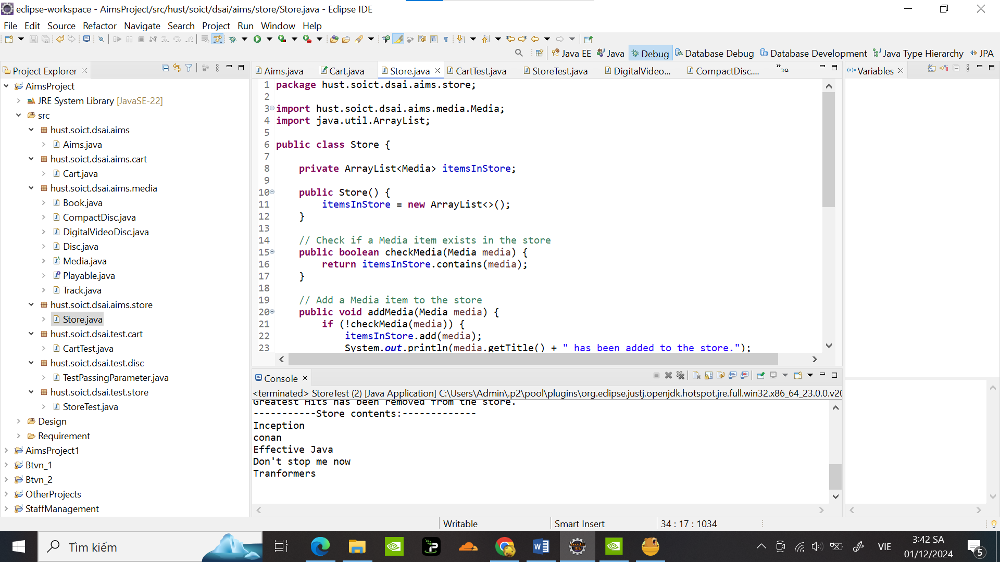 eclipse-workspace - AimsProject/src/hust/soict/dsai/aims/store/Store.java - Eclipse IDE
File Edit Source Refactor Navigate Search Project Run Window Help
Java EE Java Debug Database Debug Database Development Java Type Hierarchy JPA
Project Explorer
AimsProject
JRE System Library [JavaSE-22]
src
hust.soict.dsai.aims
Aims.java
hust.soict.dsai.aims.cart
Cart.java
hust.soict.dsai.aims.media
Book.java
CompactDisc.java
DigitalVideoDisc.java
Disc.java
Media.java
Playable.java
Track.java
hust.soict.dsai.aims.store
Store.java
hust.soict.dsai.test.cart
CartTest.java
hust.soict.dsai.test.disc
TestPassingParameter.java
hust.soict.dsai.test.store
StoreTest.java
Design
Requirement
AimsProject1
Btvn_1
Btvn_2
OtherProjects
StaffManagement
Aims.java Cart.java Store.java CartTest.java StoreTest.java DigitalVideo... CompactDisc....
1 package hust.soict.dsai.aims.store;
2
3 import hust.soict.dsai.aims.media.Media;
4 import java.util.ArrayList;
5
6 public class Store {
7
8 private ArrayList<Media> itemsInStore;
9
10 public Store() {
11 itemsInStore = new ArrayList<>();
12 }
13
14 // Check if a Media item exists in the store
15 public boolean checkMedia(Media media) {
16 return itemsInStore.contains(media);
17 }
18
19 // Add a Media item to the store
20 public void addMedia(Media media) {
21 if (!checkMedia(media)) {
22 itemsInStore.add(media);
23 System.out.println(media.getTitle() + " has been added to the store.");
(x)= Variables
Console
<terminated> StoreTest (2) [Java Application] C:\Users\Admin\.p2\pool\plugins\org.eclipse.justj.openjdk.hotspot.jre.full.win32.x86_64_23.0.0.v20
Greatest Hits has been removed from the store.
-----------Store contents:-------------
Inception
conan
Effective Java
Don't stop me now
Tranformers
Writable Smart Insert 34 : 17 : 1034
Tìm kiếm
VIE
3:42 SA
01/12/2024
5